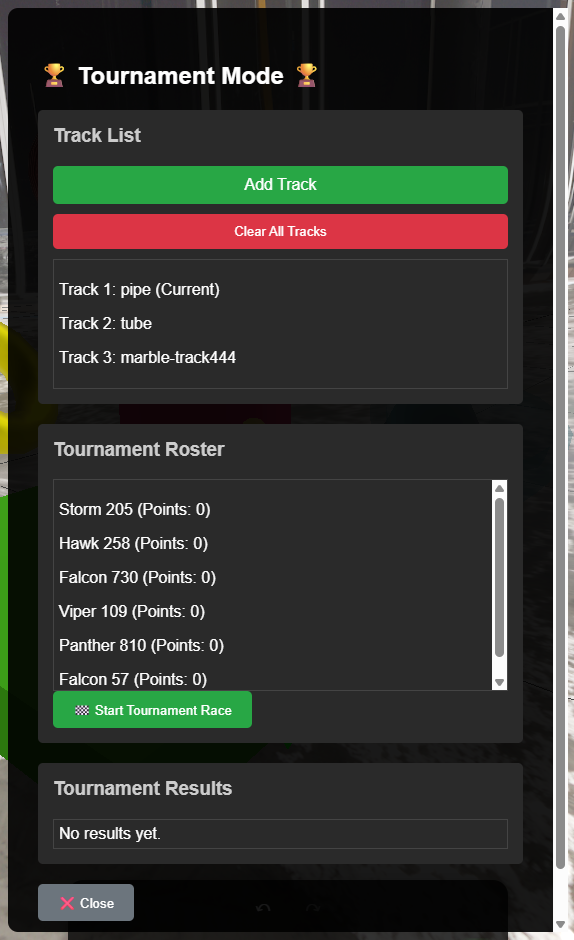 🏆 Tournament Mode 🏆
Track List
Add Track
Clear All Tracks
Track 1: pipe (Current)
Track 2: tube
Track 3: marble-track444
Tournament Roster
Storm 205 (Points: 0)
Hawk 258 (Points: 0)
Falcon 730 (Points: 0)
Viper 109 (Points: 0)
Panther 810 (Points: 0)
Falcon 57 (Points: 0)
🏁 Start Tournament Race
Tournament Results
No results yet.
❌ Close